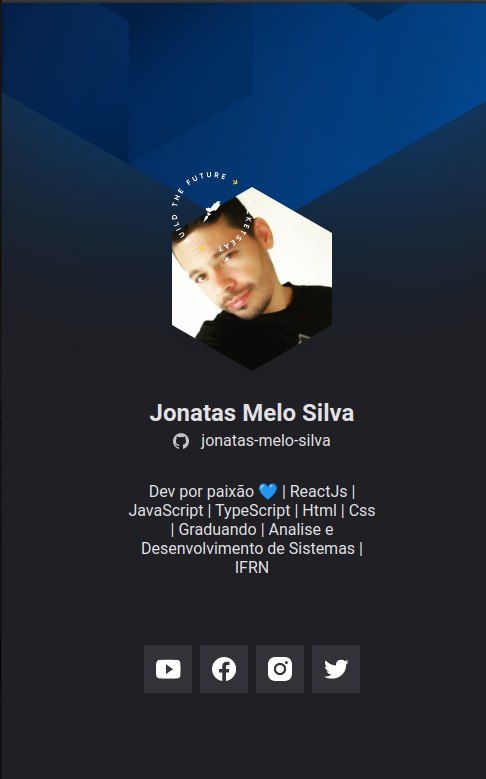 UILD THE FUTURE
KETSEAT
Jonatas Melo Silva
jonatas-melo-silva
Dev por paixão 💙 | ReactJs |
JavaScript | TypeScript | Html | Css
| Graduando | Analise e
Desenvolvimento de Sistemas |
IFRN